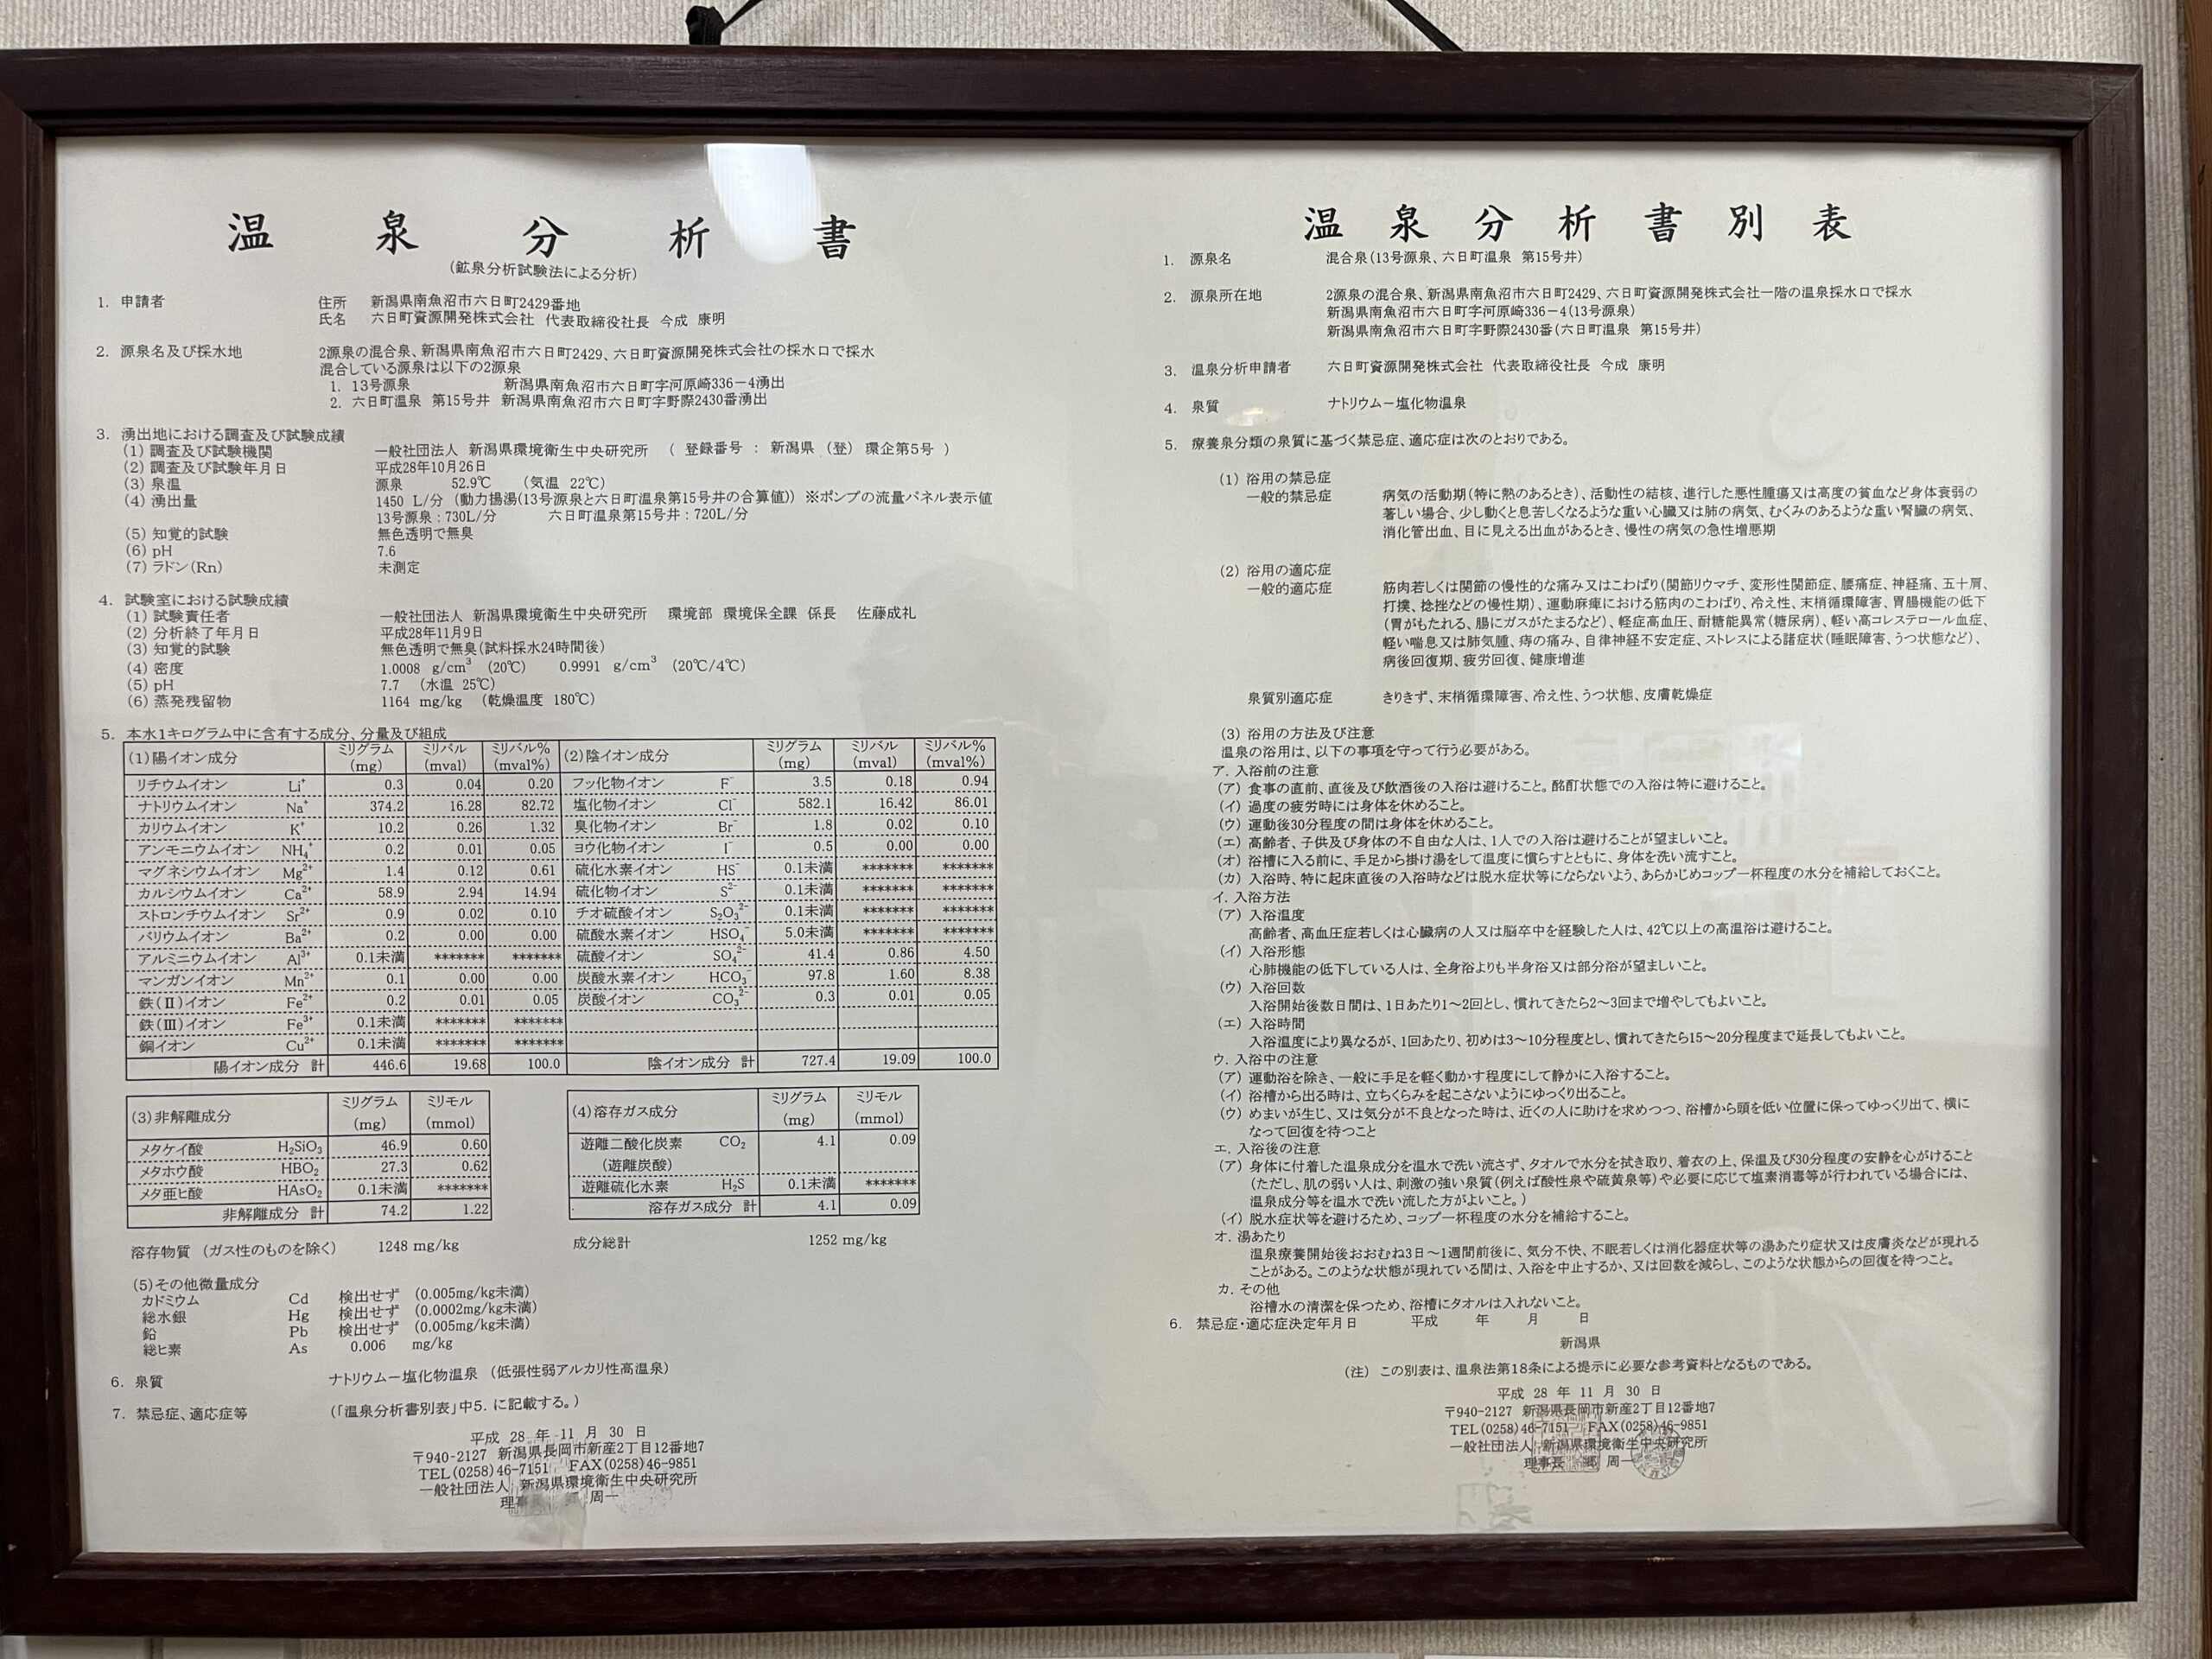 温泉分析書
(鉱泉分析試験法による分析)
1. 申請者 住所 新潟県南魚沼市六日町2429番地
氏名 六日町資源開発株式会社 代表取締役社長 今成 康明
2. 源泉名及び採水地 2源泉の混合泉、新潟県南魚沼市六日町2429、六日町資源開発株式会社の採水口で採水
混合している源泉は以下の2源泉
1. 13号源泉 新潟県南魚沼市六日町字河原崎336-4湧出
2. 六日町温泉 第15号井 新潟県南魚沼市六日町字野際2430番湧出
3. 湧出地における調査及び試験成績
(1) 調査及び試験機関 一般社団法人 新潟県環境衛生中央研究所 ( 登録番号 : 新潟県 (登) 環企第5号 )
(2) 調査及び試験年月日 平成28年10月26日
(3) 泉温 源泉 52.9℃ (気温 22℃)
(4) 湧出量 1450 L/分 (動力揚湯(13号源泉と六日町温泉第15号井の合算値)) ※ポンプの流量パネル表示値
13号源泉:730L/分 六日町温泉第15号井:720L/分
(5) 知覚的試験 無色透明で無臭
(6) pH 7.6
(7) ラドン(Rn) 未測定
4. 試験室における試験成績
(1) 試験責任者 一般社団法人 新潟県環境衛生中央研究所 環境部 環境保全課 係長 佐藤成礼
(2) 分析終了年月日 平成28年11月9日
(3) 知覚的試験 無色透明で無臭(試料採水24時間後)
(4) 密度 1.0008 g/cm³ (20℃) 0.9991 g/cm³ (20℃/4℃)
(5) pH 7.7 (水温 25℃)
(6) 蒸発残留物 1164 mg/kg (乾燥温度 180℃)
5. 本水1キログラム中に含有する成分、分量及び組成
(1)陽イオン成分 ミリグラム(mg) ミリバル(mval) ミリバル%(mval%) (2)陰イオン成分 ミリグラム(mg) ミリバル(mval) ミリバル%(mval%)
リチウムイオン Li⁺ 0.3 0.04 0.20 フッ化物イオン F⁻ 3.5 0.18 0.94
ナトリウムイオン Na⁺ 374.2 16.28 82.72 塩化物イオン Cl⁻ 582.1 16.42 86.01
カリウムイオン K⁺ 10.2 0.26 1.32 臭化物イオン Br⁻ 1.8 0.02 0.10
アンモニウムイオン NH₄⁺ 0.2 0.01 0.05 ヨウ化物イオン I⁻ 0.5 0.00 0.00
マグネシウムイオン Mg²⁺ 1.4 0.12 0.61 硫化水素イオン HS⁻ 0.1未満 ******* *******
カルシウムイオン Ca²⁺ 58.9 2.94 14.94 硫化物イオン S²⁻ 0.1未満 ******* *******
ストロンチウムイオン Sr²⁺ 0.9 0.02 0.10 チオ硫酸イオン S₂O₃²⁻ 0.1未満 ******* *******
バリウムイオン Ba²⁺ 0.2 0.00 0.00 硫酸水素イオン HSO₄⁻ 5.0未満 ******* *******
アルミニウムイオン Al³⁺ 0.1未満 ******* ******* 硫酸イオン SO₄²⁻ 41.4 0.86 4.50
マンガンイオン Mn²⁺ 0.1 0.00 0.00 炭酸水素イオン HCO₃⁻ 97.8 1.60 8.38
鉄(Ⅱ)イオン Fe²⁺ 0.2 0.01 0.05 炭酸イオン CO₃²⁻ 0.3 0.01 0.05
鉄(Ⅲ)イオン Fe³⁺ 0.1未満 ******* *******
銅イオン Cu²⁺ 0.1未満 ******* *******
陽イオン成分 計 446.6 19.68 100.0 陰イオン成分 計 727.4 19.09 100.0
(3)非解離成分 ミリグラム(mg) ミリモル(mmol)
メタケイ酸 H₂SiO₃ 46.9 0.60
メタホウ酸 HBO₂ 27.3 0.62
メタ亜ヒ酸 HAsO₂ 0.1未満 *******
非解離成分 計 74.2 1.22
(4)溶存ガス成分 ミリグラム(mg) ミリモル(mmol)
遊離二酸化炭素 CO₂ 4.1 0.09
(遊離炭酸)
遊離硫化水素 H₂S 0.1未満 *******
溶存ガス成分 計 4.1 0.09
溶存物質 (ガス性のものを除く) 1248 mg/kg 成分総計 1252 mg/kg
(5)その他微量成分
カドミウム Cd 検出せず (0.005mg/kg未満)
総水銀 Hg 検出せず (0.0002mg/kg未満)
鉛 Pb 検出せず (0.005mg/kg未満)
総ヒ素 As 0.006 mg/kg
6. 泉質 ナトリウムー塩化物温泉 (低張性弱アルカリ性高温泉)
7. 禁忌症、適応症等 (「温泉分析書別表」中5. に記載する。)
平成 28 年 11 月 30 日
〒940-2127 新潟県長岡市新産2丁目12番地7
TEL(0258)46-7151 FAX(0258)46-9851
一般社団法人 新潟県環境衛生中央研究所
理事 周一
温泉分析書別表
1. 源泉名 混合泉(13号源泉、六日町温泉 第15号井)
2. 源泉所在地 2源泉の混合泉、新潟県南魚沼市六日町2429、六日町資源開発株式会社一階の温泉採水口で採水
新潟県南魚沼市六日町字河原崎336-4(13号源泉)
新潟県南魚沼市六日町字野際2430番(六日町温泉 第15号井)
3. 温泉分析申請者 六日町資源開発株式会社 代表取締役社長 今成 康明
4. 泉質 ナトリウムー塩化物温泉
5. 療養泉分類の泉質に基づく禁忌症、適応症は次のとおりである。
(1) 浴用の禁忌症
一般的禁忌症 病気の活動期(特に熱のあるとき)、活動性の結核、進行した悪性腫瘍又は高度の貧血など身体衰弱の
著しい場合、少し動くと息苦しくなるような重い心臓又は肺の病気、むくみのあるような重い腎臓の病気、
消化管出血、目に見える出血があるとき、慢性の病気の急性増悪期
(2) 浴用の適応症
一般的適応症 筋肉若しくは関節の慢性的な痛み又はこわばり(関節リウマチ、変形性関節症、腰痛症、神経痛、五十肩、
打撲、捻挫などの慢性期)、運動麻痺における筋肉のこわばり、冷え性、末梢循環障害、胃腸機能の低下
(胃がもたれる、腸にガスがたまるなど)、軽症高血圧、耐糖能異常(糖尿病)、軽い高コレステロール血症、
軽い喘息又は肺気腫、痔の痛み、自律神経不安定症、ストレスによる諸症状(睡眠障害、うつ状態など)、
病後回復期、疲労回復、健康増進
泉質別適応症 きりきず、末梢循環障害、冷え性、うつ状態、皮膚乾燥症
(3) 浴用の方法及び注意
温泉の浴用は、以下の事項を守って行う必要がある。
ア. 入浴前の注意
(ア) 食事の直前、直後及び飲酒後の入浴は避けること。酩酊状態での入浴は特に避けること。
(イ) 過度の疲労時には身体を休めること。
(ウ) 運動後30分程度の間は身体を休めること。
(エ) 高齢者、子供及び身体の不自由な人は、1人での入浴は避けることが望ましいこと。
(オ) 浴槽に入る前に、手足から掛け湯をして温度に慣らすとともに、身体を洗い流すこと。
(カ) 入浴時、特に起床直後の入浴時などは脱水症状等にならないよう、あらかじめコップ一杯程度の水分を補給しておくこと。
イ. 入浴方法
(ア) 入浴温度
高齢者、高血圧症若しくは心臓病の人又は脳卒中を経験した人は、42℃以上の高温浴は避けること。
(イ) 入浴形態
心肺機能の低下している人は、全身浴よりも半身浴又は部分浴が望ましいこと。
(ウ) 入浴回数
入浴開始後数日間は、1日あたり1~2回とし、慣れてきたら2~3回まで増やしてもよいこと。
(エ) 入浴時間
入浴温度により異なるが、1回あたり、初めは3~10分程度とし、慣れてきたら15~20分程度まで延長してもよいこと。
ウ. 入浴中の注意
(ア) 運動浴を除き、一般に手足を軽く動かす程度にして静かに入浴すること。
(イ) 浴槽から出る時は、立ちくらみを起こさないようにゆっくり出ること。
(ウ) めまいが生じ、又は気分が不良となった時は、近くの人に助けを求めつつ、浴槽から頭を低い位置に保ってゆっくり出て、横に
なって回復を待つこと
エ. 入浴後の注意
(ア) 身体に付着した温泉成分を温水で洗い流さず、タオルで水分を拭き取り、着衣の上、保温及び30分程度の安静を心がけること
(ただし、肌の弱い人は、刺激の強い泉質(例えば酸性泉や硫黄泉等)や必要に応じて塩素消毒等が行われている場合には、
温泉成分等を温水で洗い流した方がよいこと。)
(イ) 脱水症状等を避けるため、コップ一杯程度の水分を補給すること。
オ. 湯あたり
温泉療養開始後おおむね3日~1週間前後に、気分不快、不眠若しくは消化器症状等の湯あたり症状又は皮膚炎などが現れる
ことがある。このような状態が現れている間は、入浴を中止するか、又は回数を減らし、このような状態からの回復を待つこと。
カ. その他
浴槽水の清潔を保つため、浴槽にタオルは入れないこと。
6. 禁忌症・適応症決定年月日 平成 年 月 日
新潟県
(注) この別表は、温泉法第18条による提示に必要な参考資料となるものである。
平成 28 年 11 月 30 日
〒940-2127 新潟県長岡市新産2丁目12番地7
TEL(0258)46-7151 FAX(0258)46-9851
一般社団法人 新潟県環境衛生中央研究所
理事長 周一